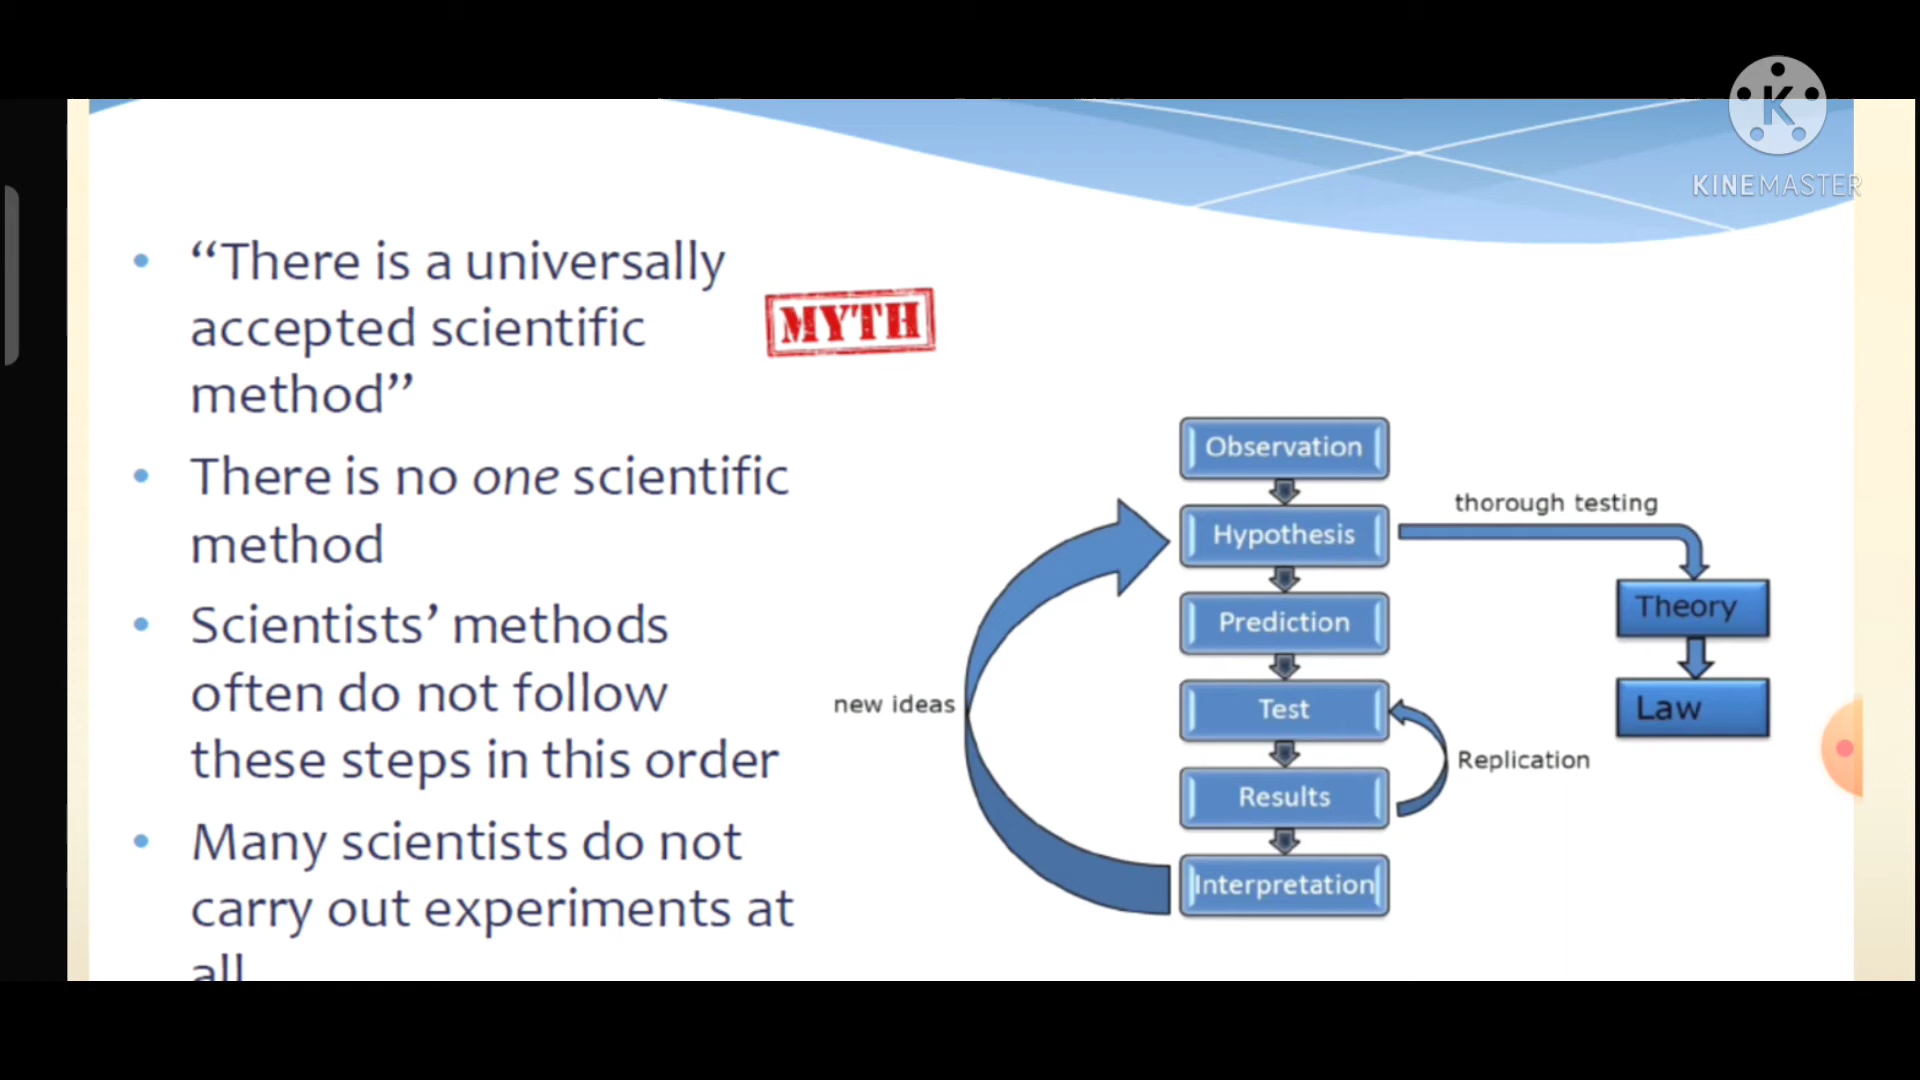 K
KINEMASTER
• “There is a universally
accepted scientific
method”
MYTH
• There is no one scientific
method
• Scientists’ methods
often do not follow
these steps in this order
• Many scientists do not
carry out experiments at
all
Observation
Hypothesis
thorough testing
Prediction
Theory
Test
new ideas
Law
Replication
Results
Interpretation